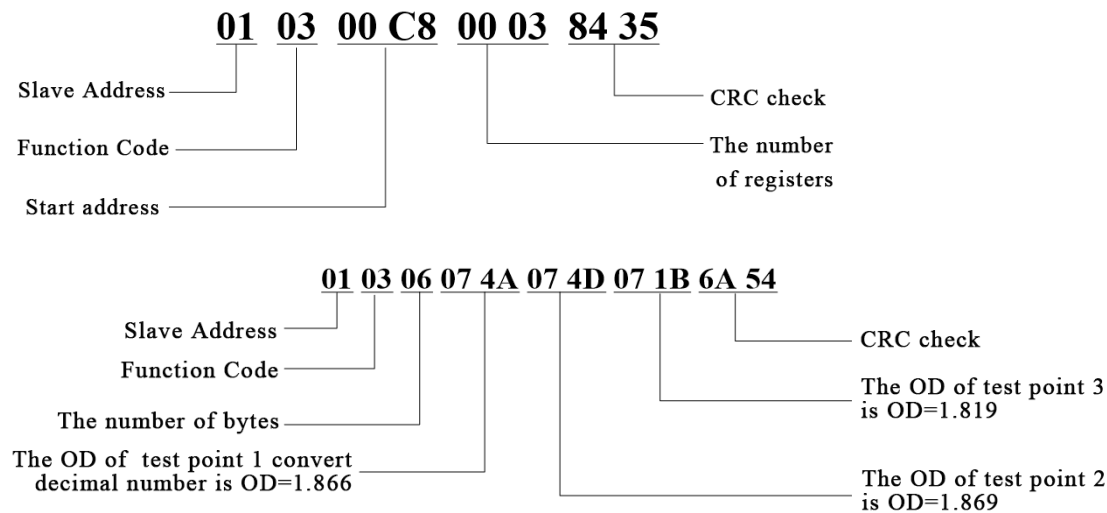 01 03 00 C8 00 03 84 35
Slave Address
CRC check
Function Code
The number
of registers
Start address
01 03 06 07 4A 07 4D 07 1B 6A 54
Slave Address
CRC check
Function Code
The OD of test point 3
is OD=1.819
The number of bytes
The OD of test point 1 convert
decimal number is OD=1.866
The OD of test point 2
is OD=1.869